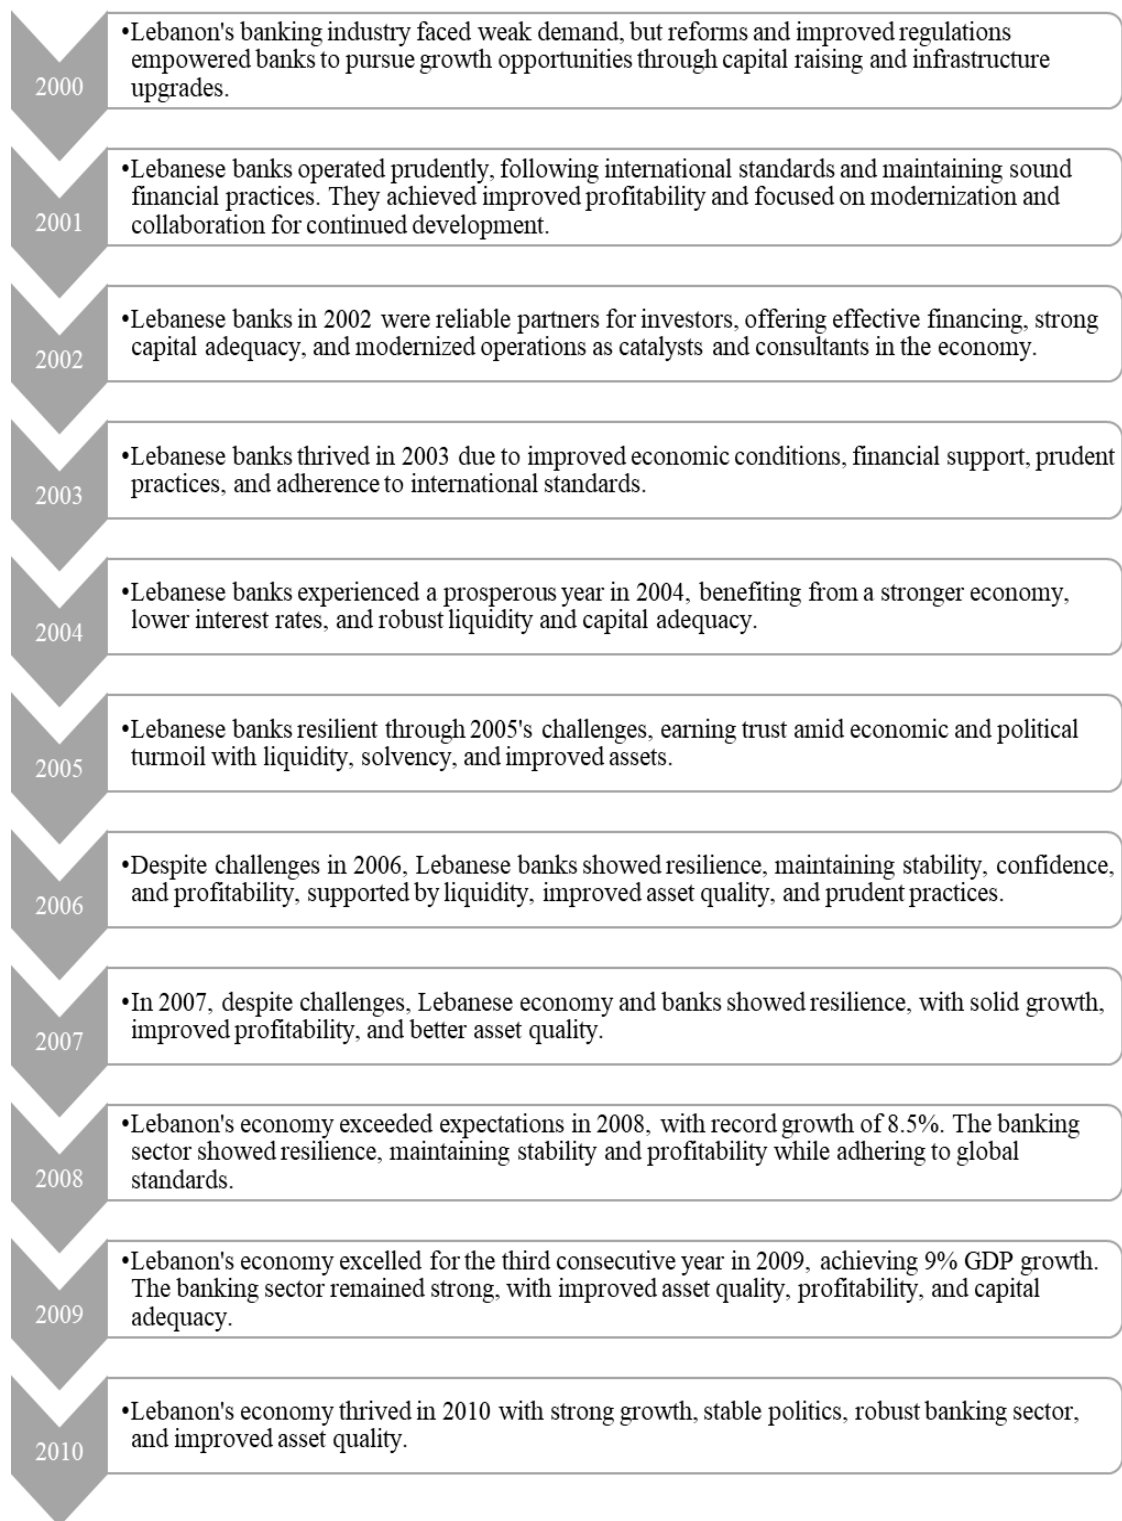 2000
•Lebanon's banking industry faced weak demand, but reforms and improved regulations
empowered banks to pursue growth opportunities through capital raising and infrastructure
upgrades.
2001
•Lebanese banks operated prudently, following international standards and maintaining sound
financial practices. They achieved improved profitability and focused on modernization and
collaboration for continued development.
2002
•Lebanese banks in 2002 were reliable partners for investors, offering effective financing, strong
capital adequacy, and modernized operations as catalysts and consultants in the economy.
2003
•Lebanese banks thrived in 2003 due to improved economic conditions, financial support, prudent
practices, and adherence to international standards.
2004
•Lebanese banks experienced a prosperous year in 2004, benefiting from a stronger economy,
lower interest rates, and robust liquidity and capital adequacy.
2005
•Lebanese banks resilient through 2005's challenges, earning trust amid economic and political
turmoil with liquidity, solvency, and improved assets.
2006
•Despite challenges in 2006, Lebanese banks showed resilience, maintaining stability, confidence,
and profitability, supported by liquidity, improved asset quality, and prudent practices.
2007
•In 2007, despite challenges, Lebanese economy and banks showed resilience, with solid growth,
improved profitability, and better asset quality.
2008
•Lebanon's economy exceeded expectations in 2008, with record growth of 8.5%. The banking
sector showed resilience, maintaining stability and profitability while adhering to global
standards.
2009
•Lebanon's economy excelled for the third consecutive year in 2009, achieving 9% GDP growth.
The banking sector remained strong, with improved asset quality, profitability, and capital
adequacy.
2010
•Lebanon's economy thrived in 2010 with strong growth, stable politics, robust banking sector,
and improved asset quality.